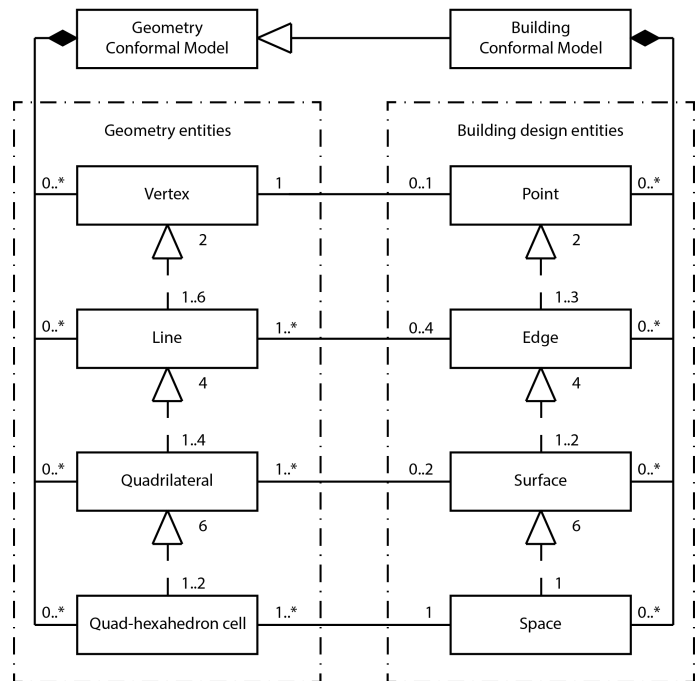 Geometry
Conformal Model
Building
Conformal Model
Geometry entities
Building design entities
0..*
Vertex
1
0..1
Point
0..*
2
2
1..6
1..3
0..*
Line
1..*
0..4
Edge
0..*
4
4
1..4
1..2
0..*
Quadrilateral
1..*
0..2
Surface
0..*
6
6
1..2
1
0..*
Quad-hexahedron cell
1..*
1
Space
0..*